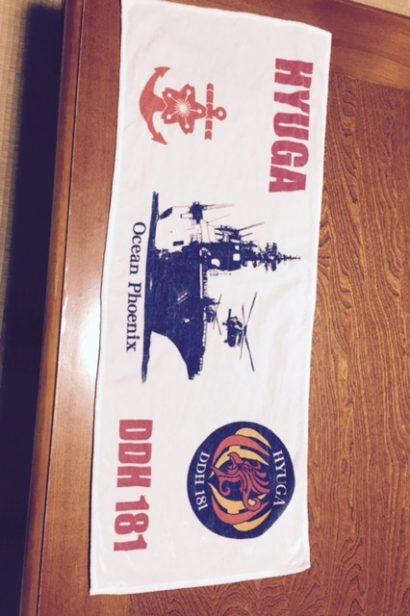 HYUGA
Ocean Phoenix
DDH 181
HYUGA
DDH 181